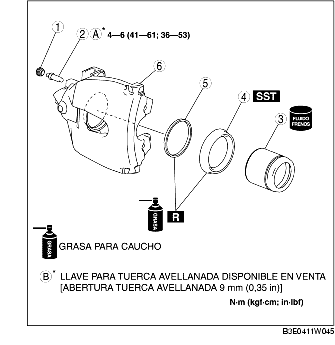 1
2 A* 4—6 (41—61; 36—53)
6
5
4 SST
3
FLUIDO FRENOS
R
GRASA
GRASA
GRASA PARA CAUCHO
B* LLAVE PARA TUERCA AVELLANADA DISPONIBLE EN VENTA
[ABERTURA TUERCA AVELLANADA 9 mm (0,35 in)]
N·m (kgf·cm; in·lbf)
B3E0411W045